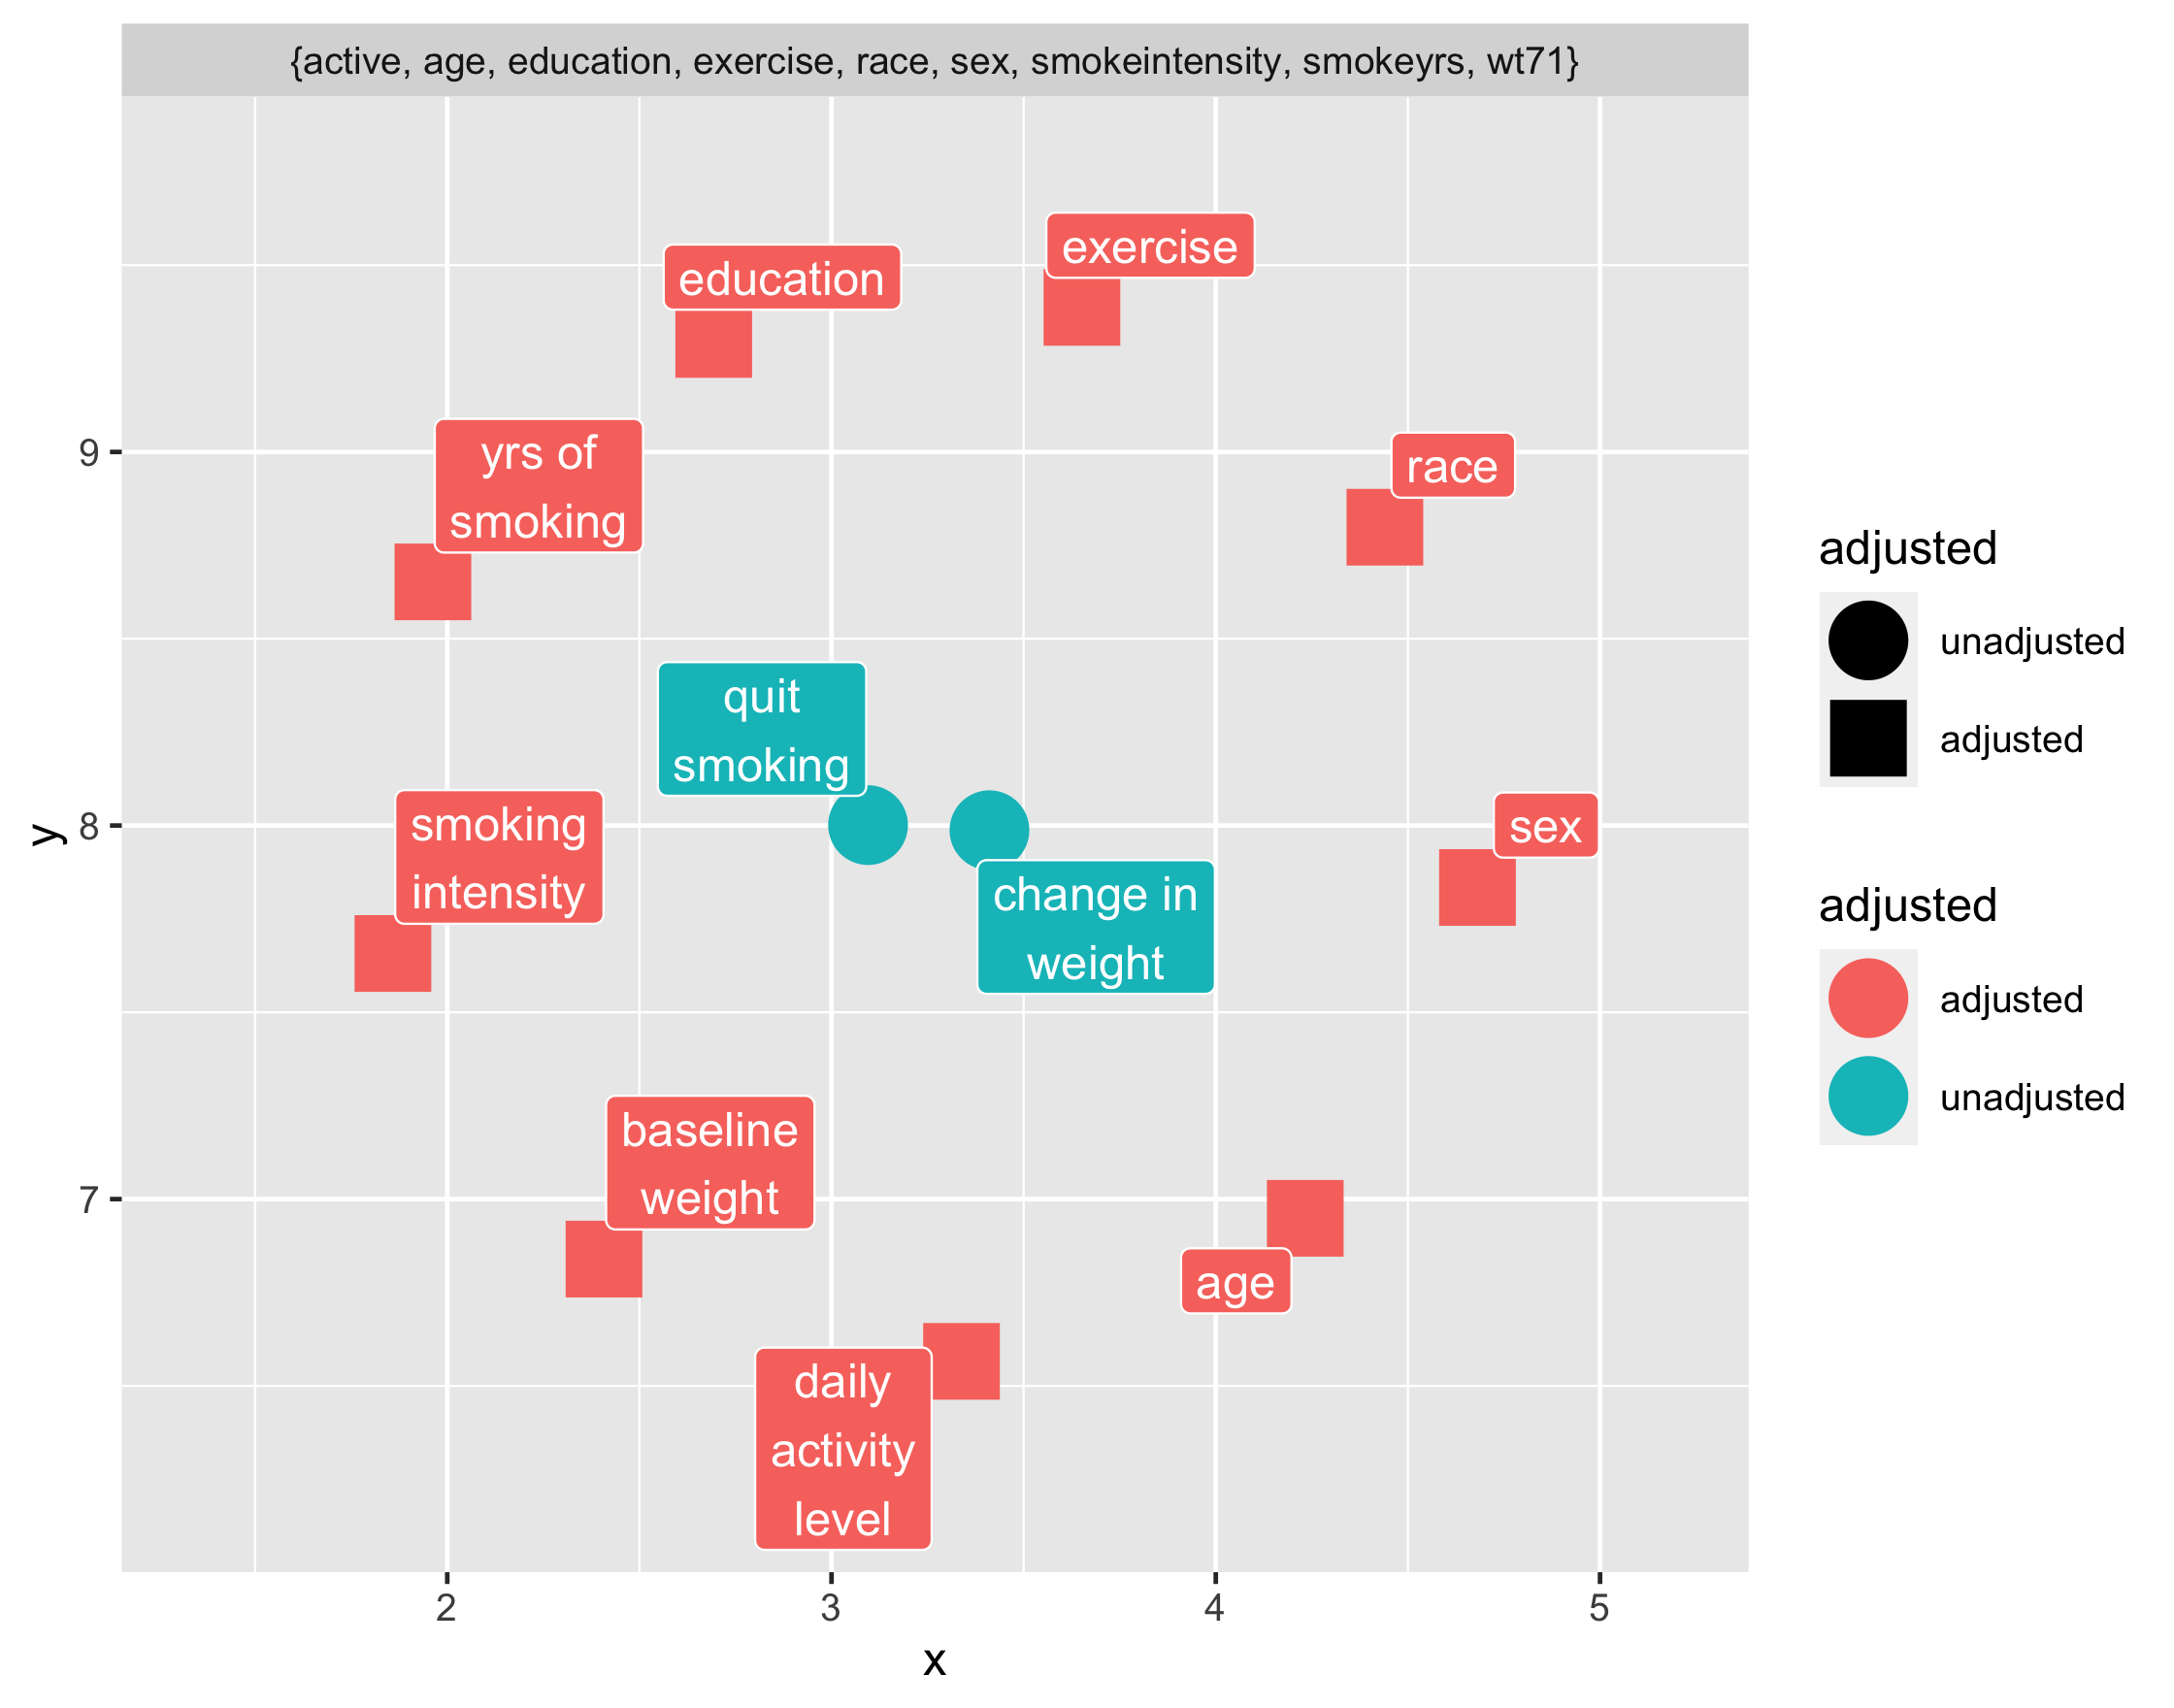 {active, age, education, exercise, race, sex, smokeintensity, smokeyrs, wt71}
exercise
education
yrs of
smoking
race
quit
smoking
smoking
intensity
sex
change in
weight
baseline
weight
age
daily
activity
level
9
8
7
y
2
3
4
5
x
adjusted
unadjusted
adjusted
adjusted
adjusted
unadjusted